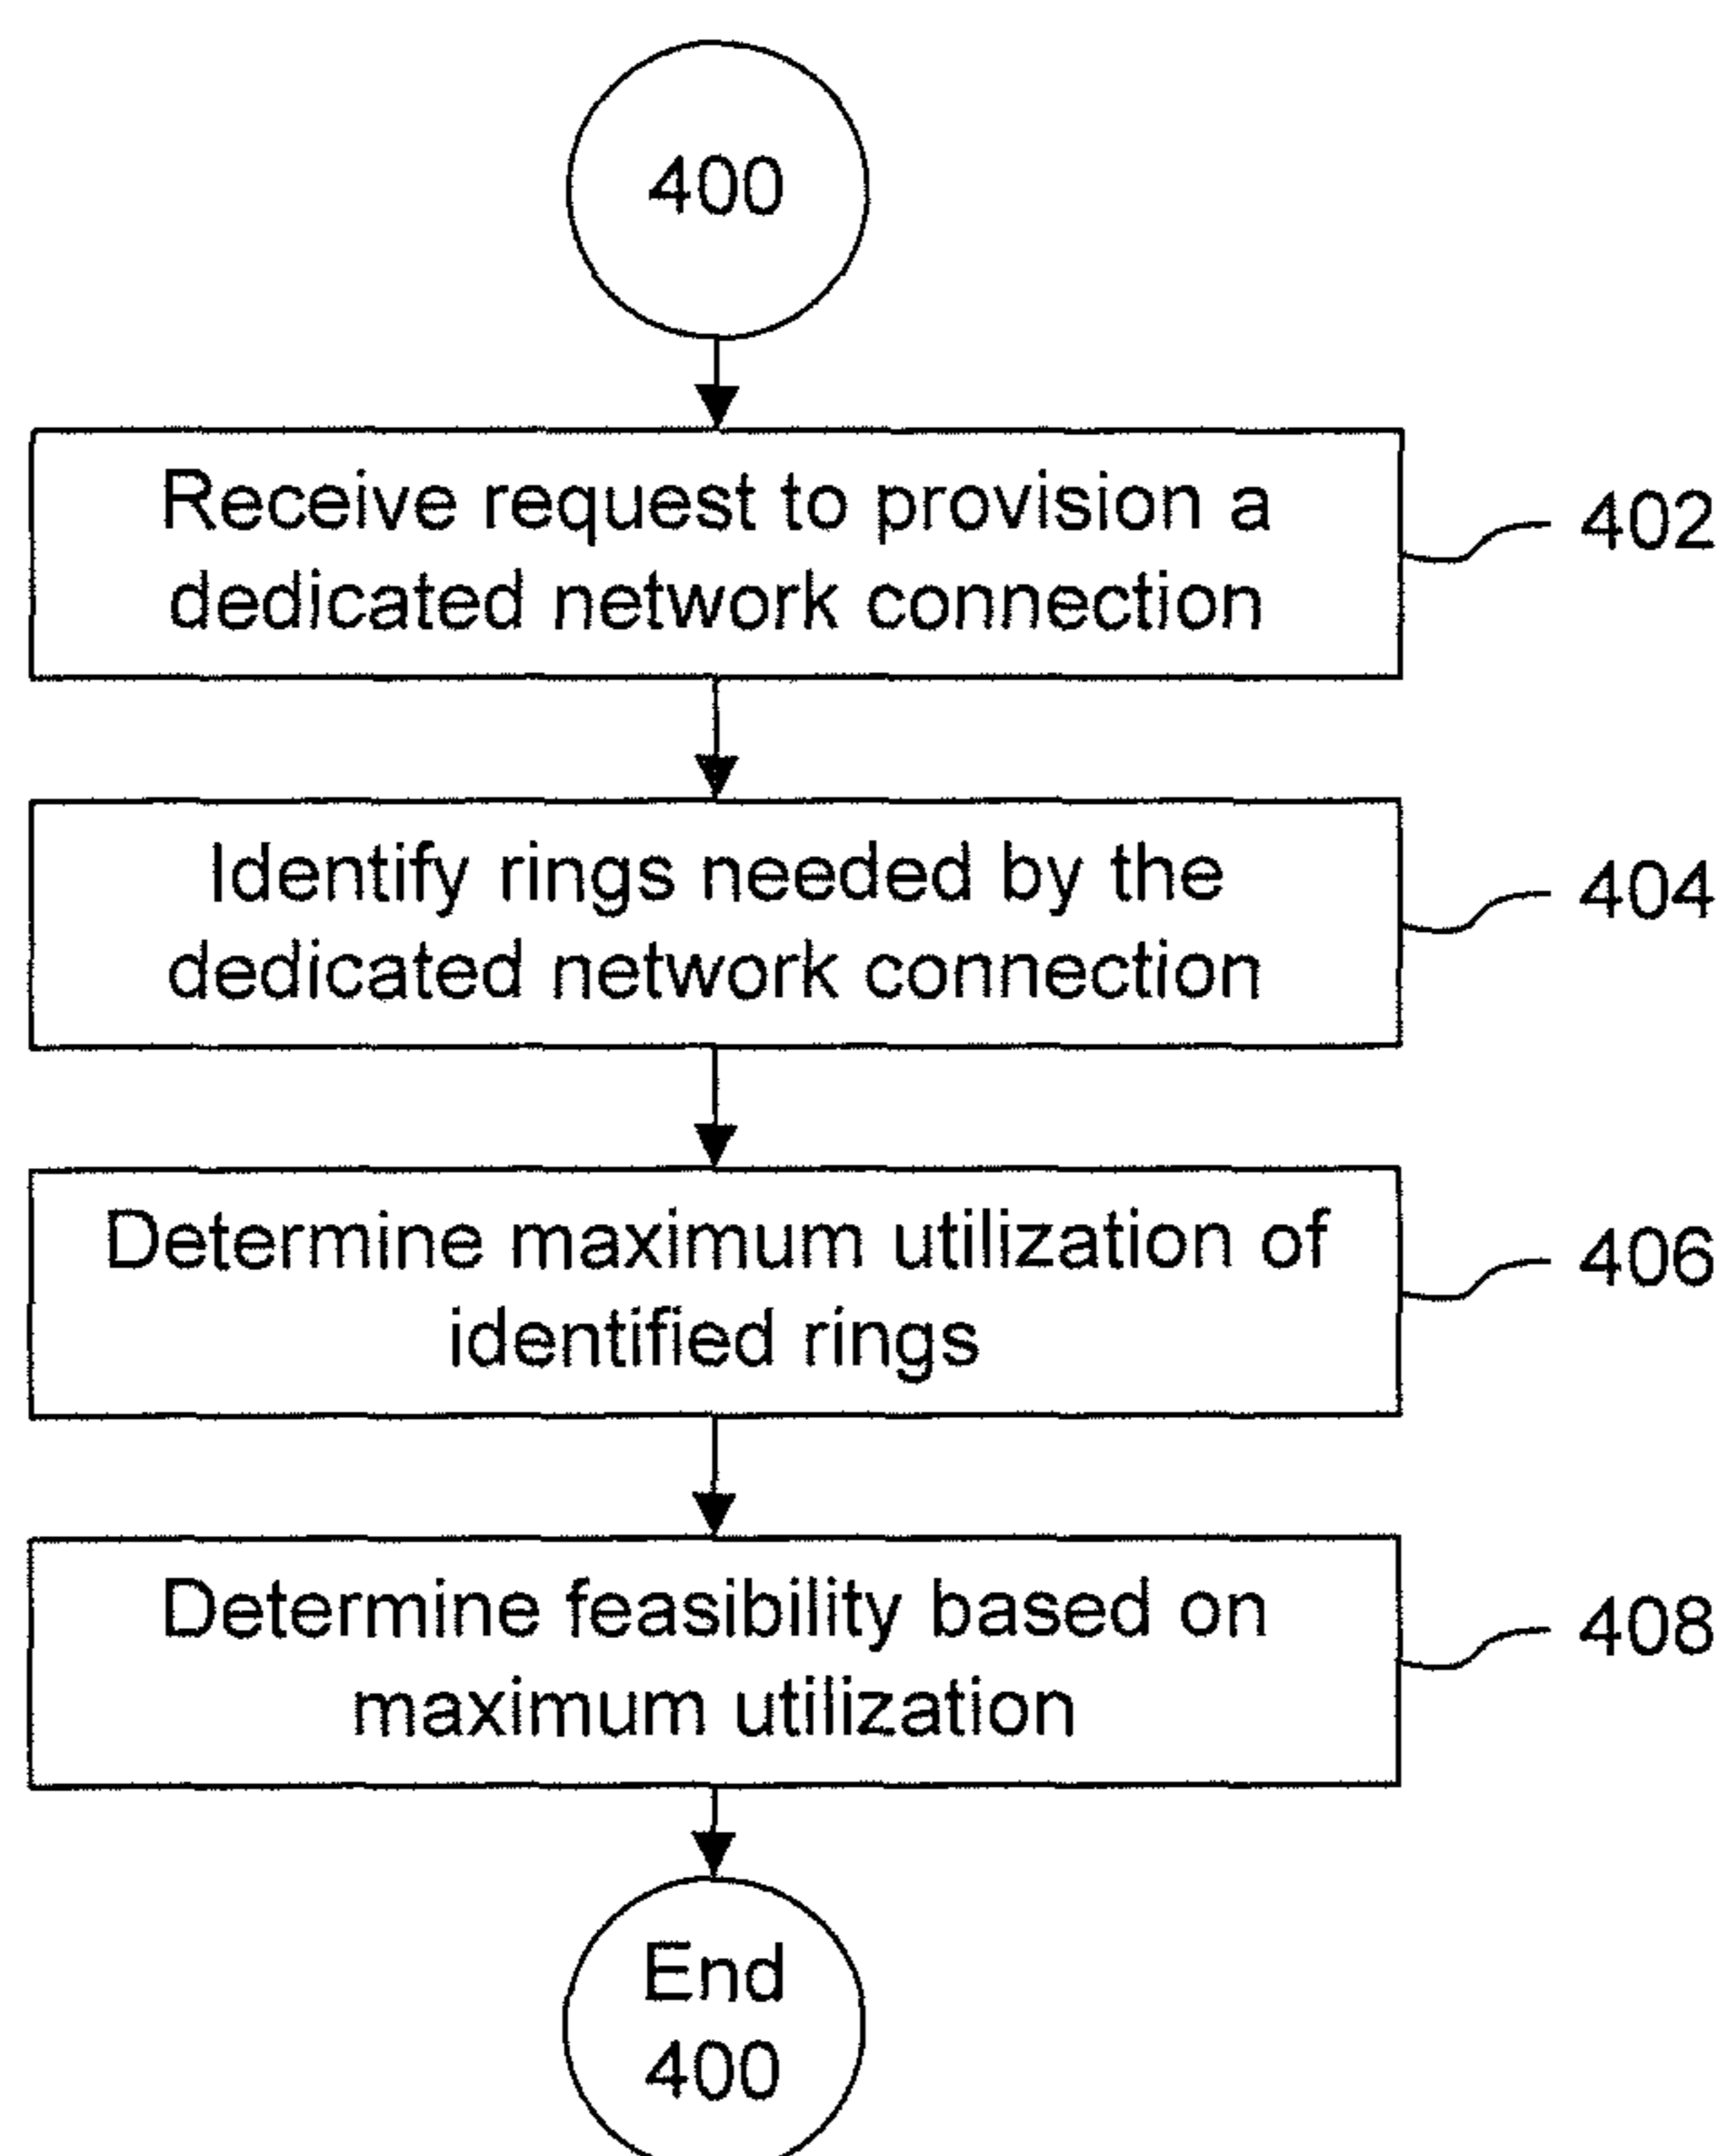 400
Receive request to provision a
dedicated network connection
402
Identify rings needed by the
dedicated network connection
404
Determine maximum utilization of
identified rings
406
Determine feasibility based on
maximum utilization
408
End
400